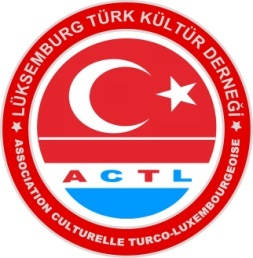 LÜKSEMBURG TÜRK KÜLTÜR DERNEĞİ
ACTL
ASSOCIATION CULTURELLE TURCO-LUXEMBOURGEOISE